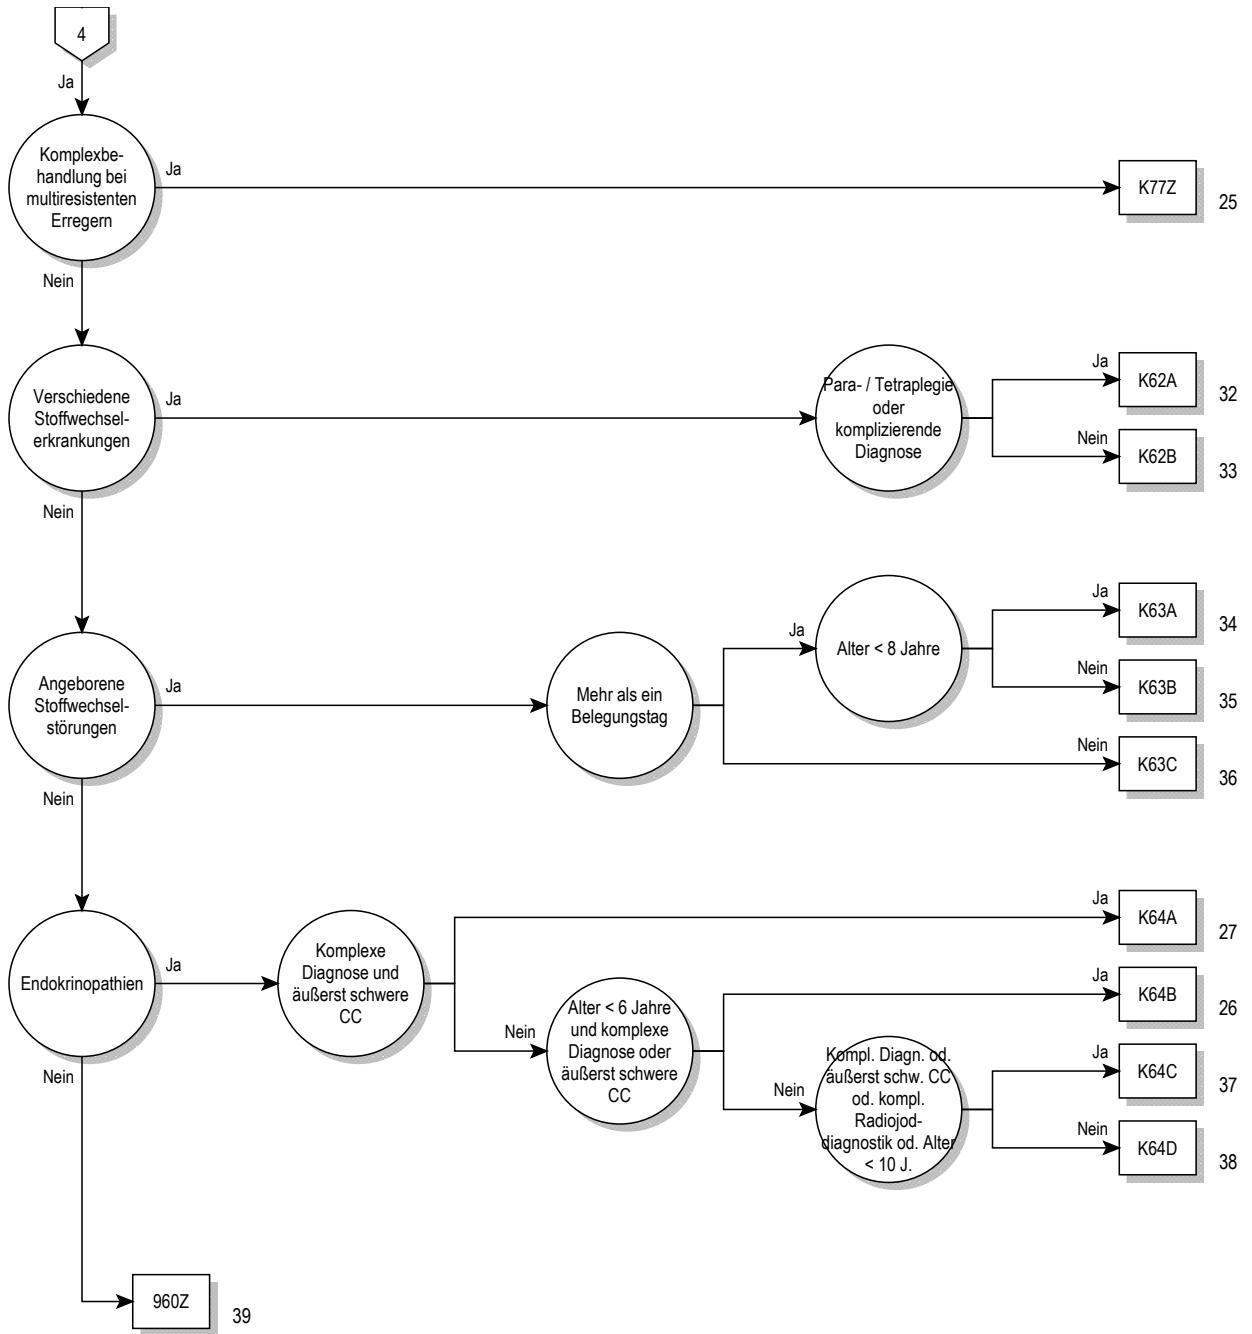 4
Ja
Komplexbe-
handlung bei
multiresistenten
Erregern
Ja
K77Z
25
Nein
Verschiedene
Stoffwechsel-
erkrankungen
Ja
Para- / Tetraplegie
oder
komplizierende
Diagnose
Ja
K62A
32
Nein
K62B
33
Nein
Angeborene
Stoffwechsel-
störungen
Ja
Mehr als ein
Belegungstag
Ja
Alter < 8 Jahre
Ja
K63A
34
Nein
K63B
35
Nein
K63C
36
Nein
Endokrinopathien
Ja
Komplexe
Diagnose und
äußerst schwere
CC
Ja
K64A
27
Nein
Alter < 6 Jahre
und komplexe
Diagnose oder
äußerst schwere
CC
Ja
K64B
26
Nein
Kompl. Diagn. od.
äußerst schw. CC
od. kompl.
Radiojod-
diagnostik od. Alter
< 10 J.
Ja
K64C
37
Nein
K64D
38
Nein
960Z
39